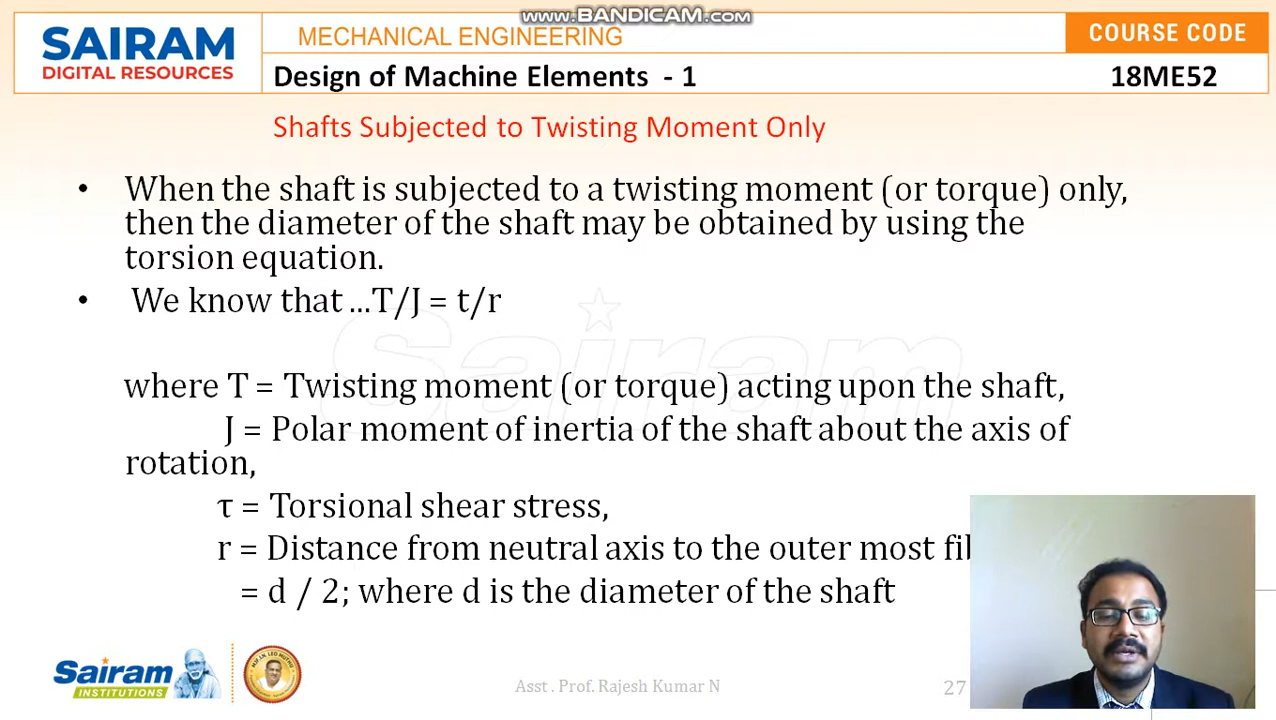 www.BANDICAM.com
SAIRAM
DIGITAL RESOURCES
MECHANICAL ENGINEERING
COURSE CODE
Design of Machine Elements - 1
18ME52
Shafts Subjected to Twisting Moment Only
• When the shaft is subjected to a twisting moment (or torque) only,
then the diameter of the shaft may be obtained by using the
torsion equation.
• We know that ...T/J = t/r
Sairam
where T = Twisting moment (or torque) acting upon the shaft,
J = Polar moment of inertia of the shaft about the axis of
rotation,
τ = Torsional shear stress,
r = Distance from neutral axis to the outer most
= d / 2; where d is the diameter of the shaft
Sairam
INSTITUTIONS
Asst . Prof. Rajesh Kumar N
27